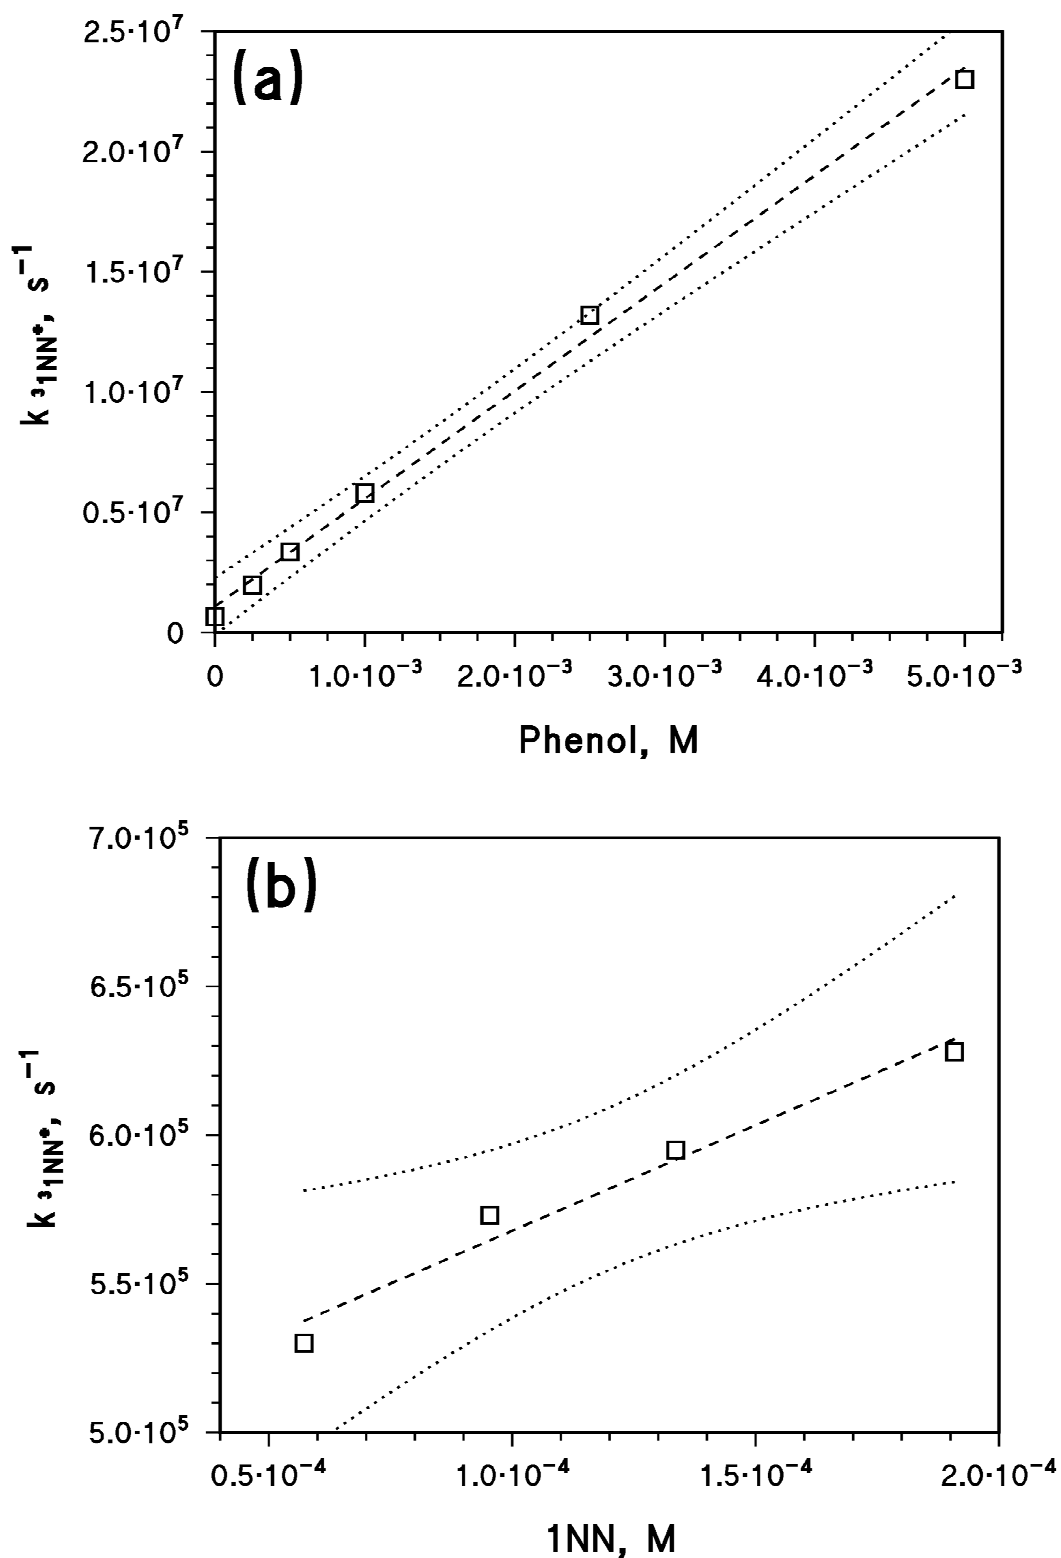 (a)
2.5·10⁷
2.0·10⁷
1.5·10⁷
1.0·10⁷
0.5·10⁷
0
k ³1NN*, s⁻¹
0 1.0·10⁻³ 2.0·10⁻³ 3.0·10⁻³ 4.0·10⁻³ 5.0·10⁻³
Phenol, M
(b)
7.0·10⁵
6.5·10⁵
6.0·10⁵
5.5·10⁵
5.0·10⁵
k ³1NN*, s⁻¹
0.5·10⁻⁴ 1.0·10⁻⁴ 1.5·10⁻⁴ 2.0·10⁻⁴
1NN, M